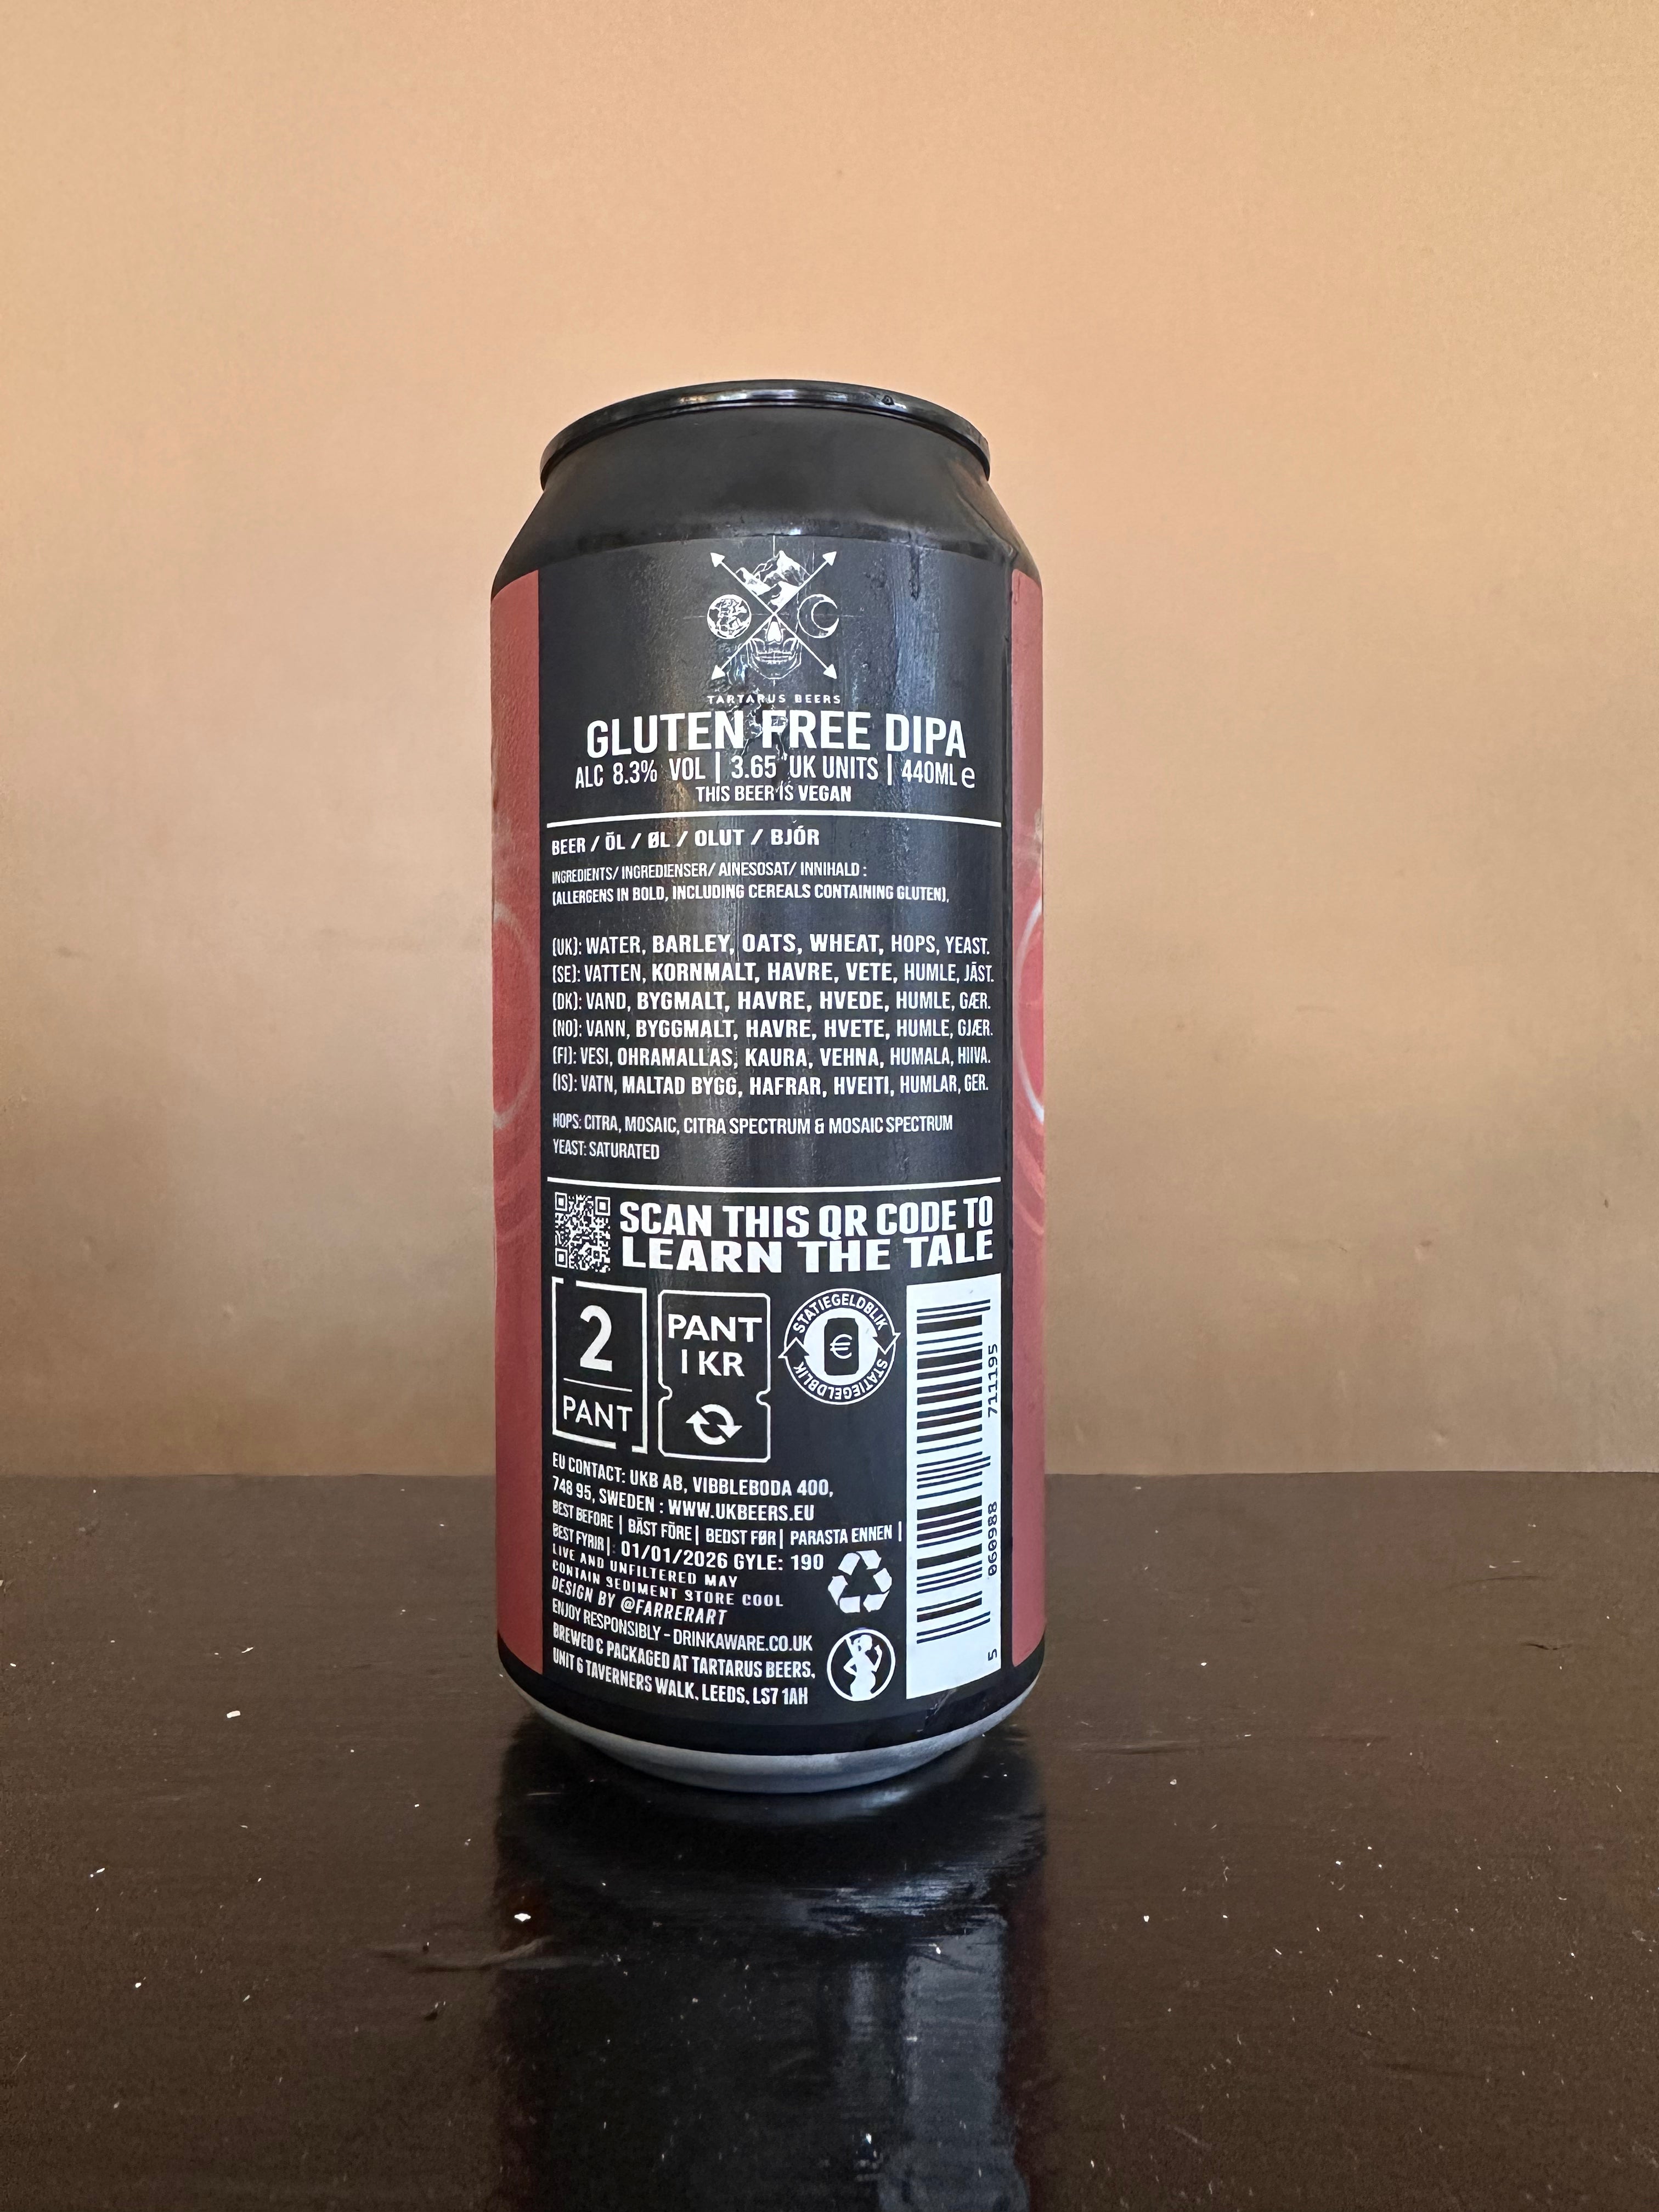 TARTARUS BEERS
GLUTEN FREE DIPA
ALC 8.3% VOL | 3.65 UK UNITS | 440ML e
THIS BEER IS VEGAN
BEER / ÕL / ØL / OLUT / BJÓR
INGREDIENTS/ INGREDIENSER/ AINESOSAT/ INNIHALD :
(ALLERGENS IN BOLD, INCLUDING CEREALS CONTAINING GLUTEN),
(UK): WATER, BARLEY, OATS, WHEAT, HOPS, YEAST.
(SE): VATTEN, KORNMALT, HAVRE, VETE, HUMLE, JÄST.
(DK): VAND, BYGMALT, HAVRE, HVEDE, HUMLE, GÆR.
(NO): VANN, BYGGMALT, HAVRE, HVETE, HUMLE, GJÆR.
(FI): VESI, OHRAMALLAS, KAURA, VEHNA, HUMALA, HIIVA.
(IS): VATN, MALTAD BYGG, HAFRAR, HVEITI, HUMLAR, GER.
HOPS: CITRA, MOSAIC, CITRA SPECTRUM & MOSAIC SPECTRUM
YEAST: SATURATED
SCAN THIS QR CODE TO
LEARN THE TALE
2
PANT
PANT
1 KR
STATIEGELDBLIK
€
STATIEGELDBLIK
5 060988 711195
EU CONTACT: UKB AB, VIBBLEBODA 400,
748 95, SWEDEN : WWW.UKBEERS.EU
BEST BEFORE | BÄST FÕRE | BEDST FØR | PARASTA ENNEN |
BEST FYRIR | 01/01/2026 GYLE: 190
LIVE AND UNFILTERED MAY
CONTAIN SEDIMENT STORE COOL
DESIGN BY @FARRERART
ENJOY RESPONSIBLY - DRINKAWARE.CO.UK
BREWED & PACKAGED AT TARTARUS BEERS,
UNIT 6 TAVERNERS WALK, LEEDS, LS7 1AH